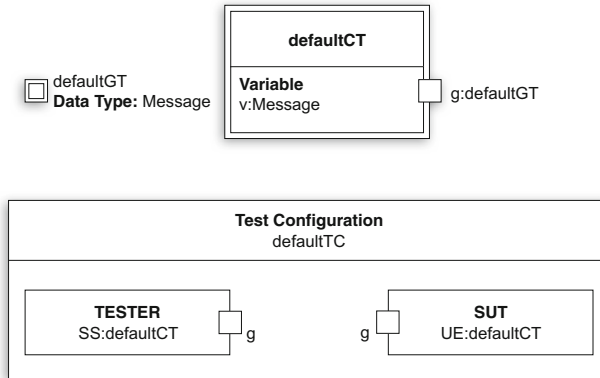 defaultCT
defaultGT
Data Type: Message
Variable
v:Message
g:defaultGT
Test Configuration
defaultTC
TESTER
SS:defaultCT
g
g
SUT
UE:defaultCT